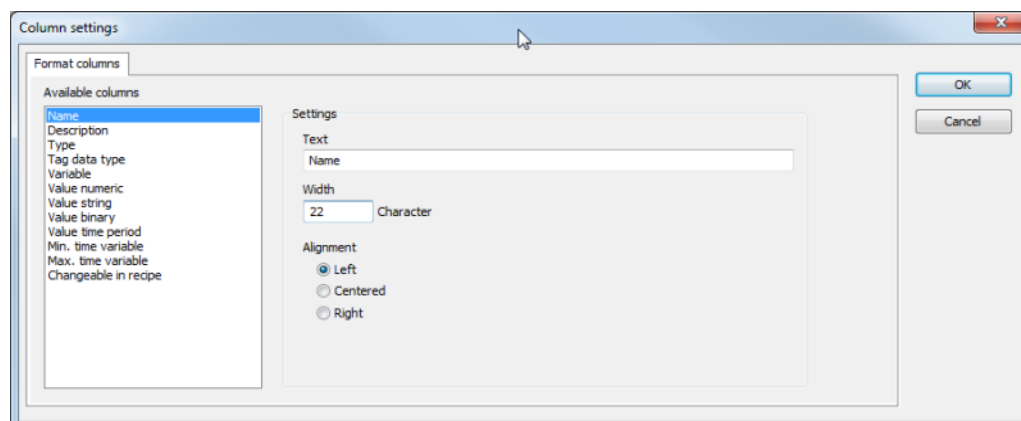 Column settings
Format columns
Available columns
Name
Description
Type
Tag data type
Variable
Value numeric
Value string
Value binary
Value time period
Min. time variable
Max. time variable
Changeable in recipe
Settings
Text
Name
Width
22 Character
Alignment
Left
Centered
Right
OK
Cancel